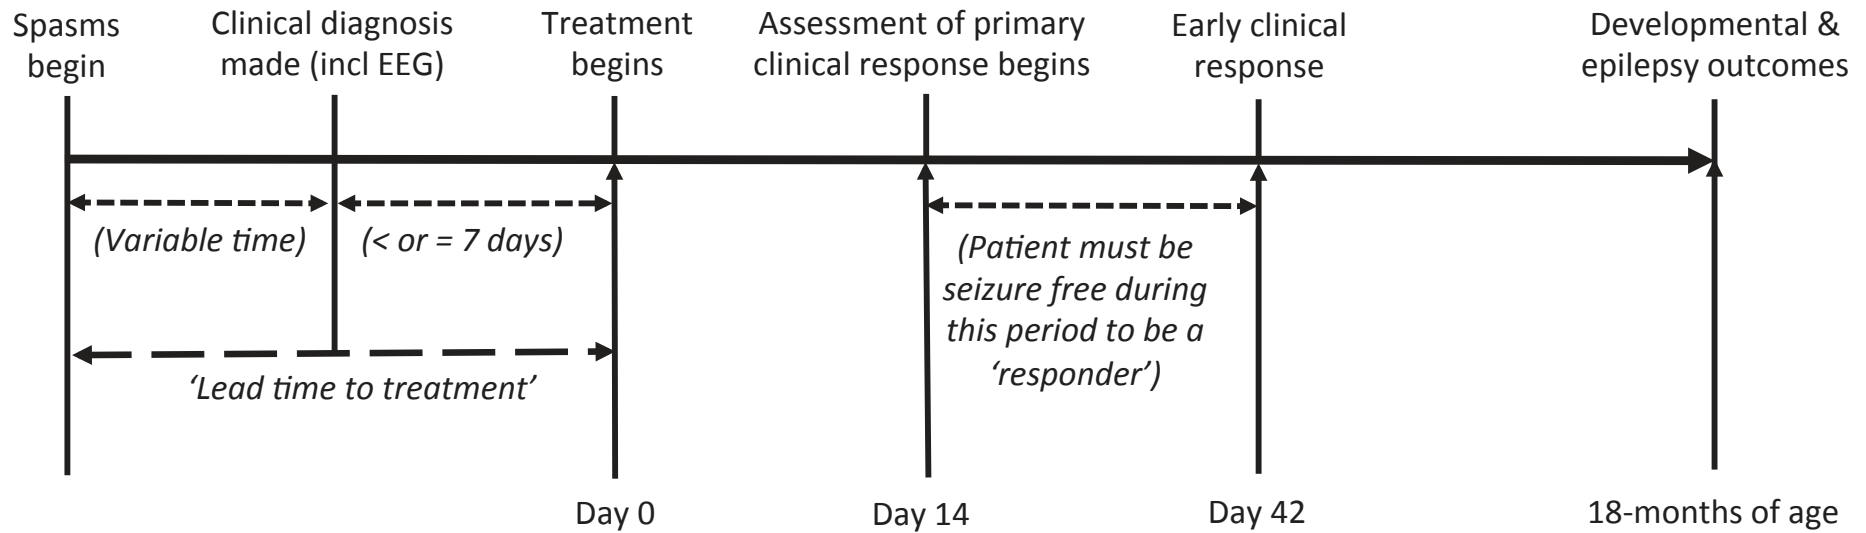 Spasms
begin
Clinical diagnosis
made (incl EEG)
Treatment
begins
Assessment of primary
clinical response begins
Early clinical
response
Developmental &
epilepsy outcomes
(Variable time)
(< or = 7 days)
(Patient must be
seizure free during
this period to be a
‘responder’)
‘Lead time to treatment’
Day 0
Day 14
Day 42
18-months of age